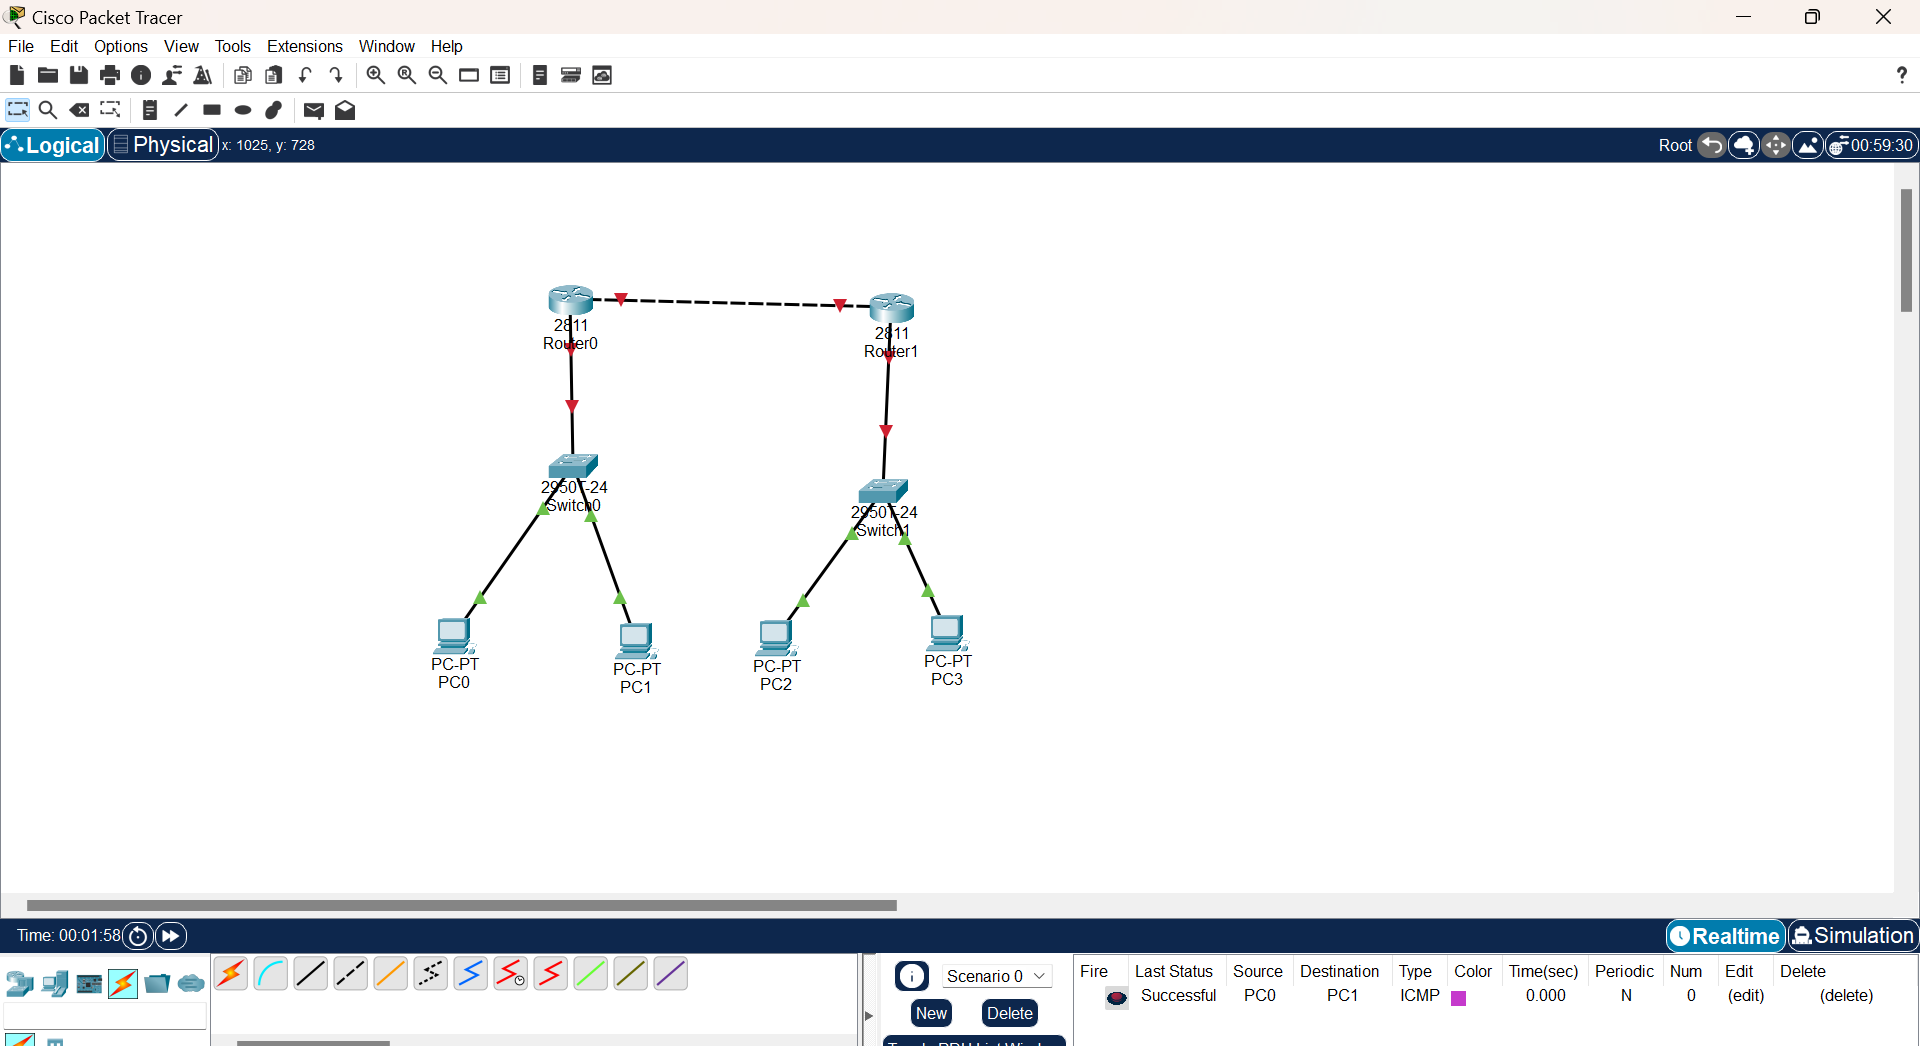 Cisco Packet Tracer
File Edit Options View Tools Extensions Window Help
Logical Physical x: 1025, y: 728 Root 00:59:30
2811
Router0
2811
Router1
2950T-24
Switch0
2950T-24
Switch1
PC-PT
PC0
PC-PT
PC1
PC-PT
PC2
PC-PT
PC3
Time: 00:01:58 Realtime Simulation
Scenario 0
New Delete
Fire Last Status Source Destination Type Color Time(sec) Periodic Num Edit Delete
Successful PC0 PC1 ICMP 0.000 N 0 (edit) (delete)